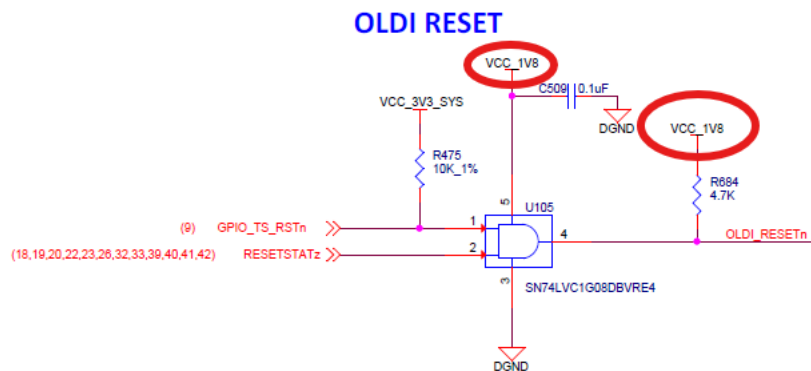 OLDI RESET
VCC_1V8
C509 0.1uF
VCC_3V3_SYS
DGND
VCC_1V8
R475
10K_1%
R684
4.7K
5
U105
(9) GPIO_TS_RSTn
1
4
OLDI_RESETn
(18,19,20,22,23,26,32,33,39,40,41,42) RESETSTATz
2
3
SN74LVC1G08DBVRE4
DGND